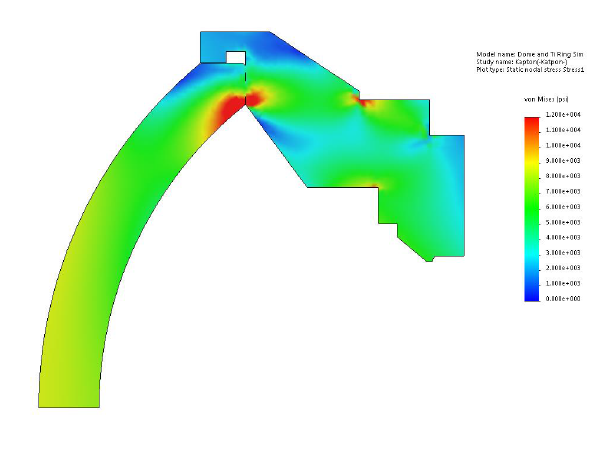 Model name: Dome and Ti Ring Sim
Study name: Kapton(-Katpon-)
Plot type: Static nodal stress Stress1
von Mises (psi)
1.200e+004
1.100e+004
1.000e+004
9.000e+003
8.000e+003
7.000e+003
6.000e+003
5.000e+003
4.000e+003
3.000e+003
2.000e+003
1.000e+003
0.000e+000